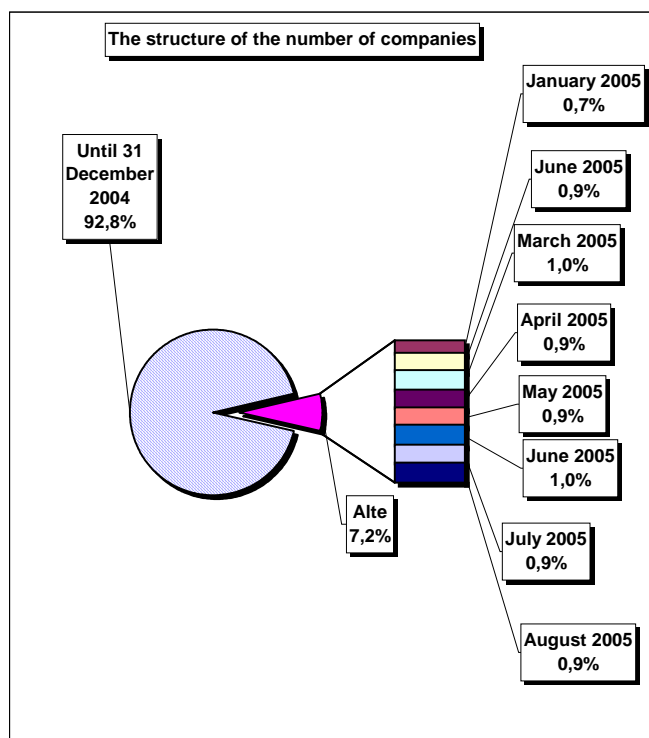 The structure of the number of companies
January 2005
0,7%
Until 31
December
2004
92,8%
June 2005
0,9%
March 2005
1,0%
April 2005
0,9%
May 2005
0,9%
June 2005
1,0%
Alte
7,2%
July 2005
0,9%
August 2005
0,9%